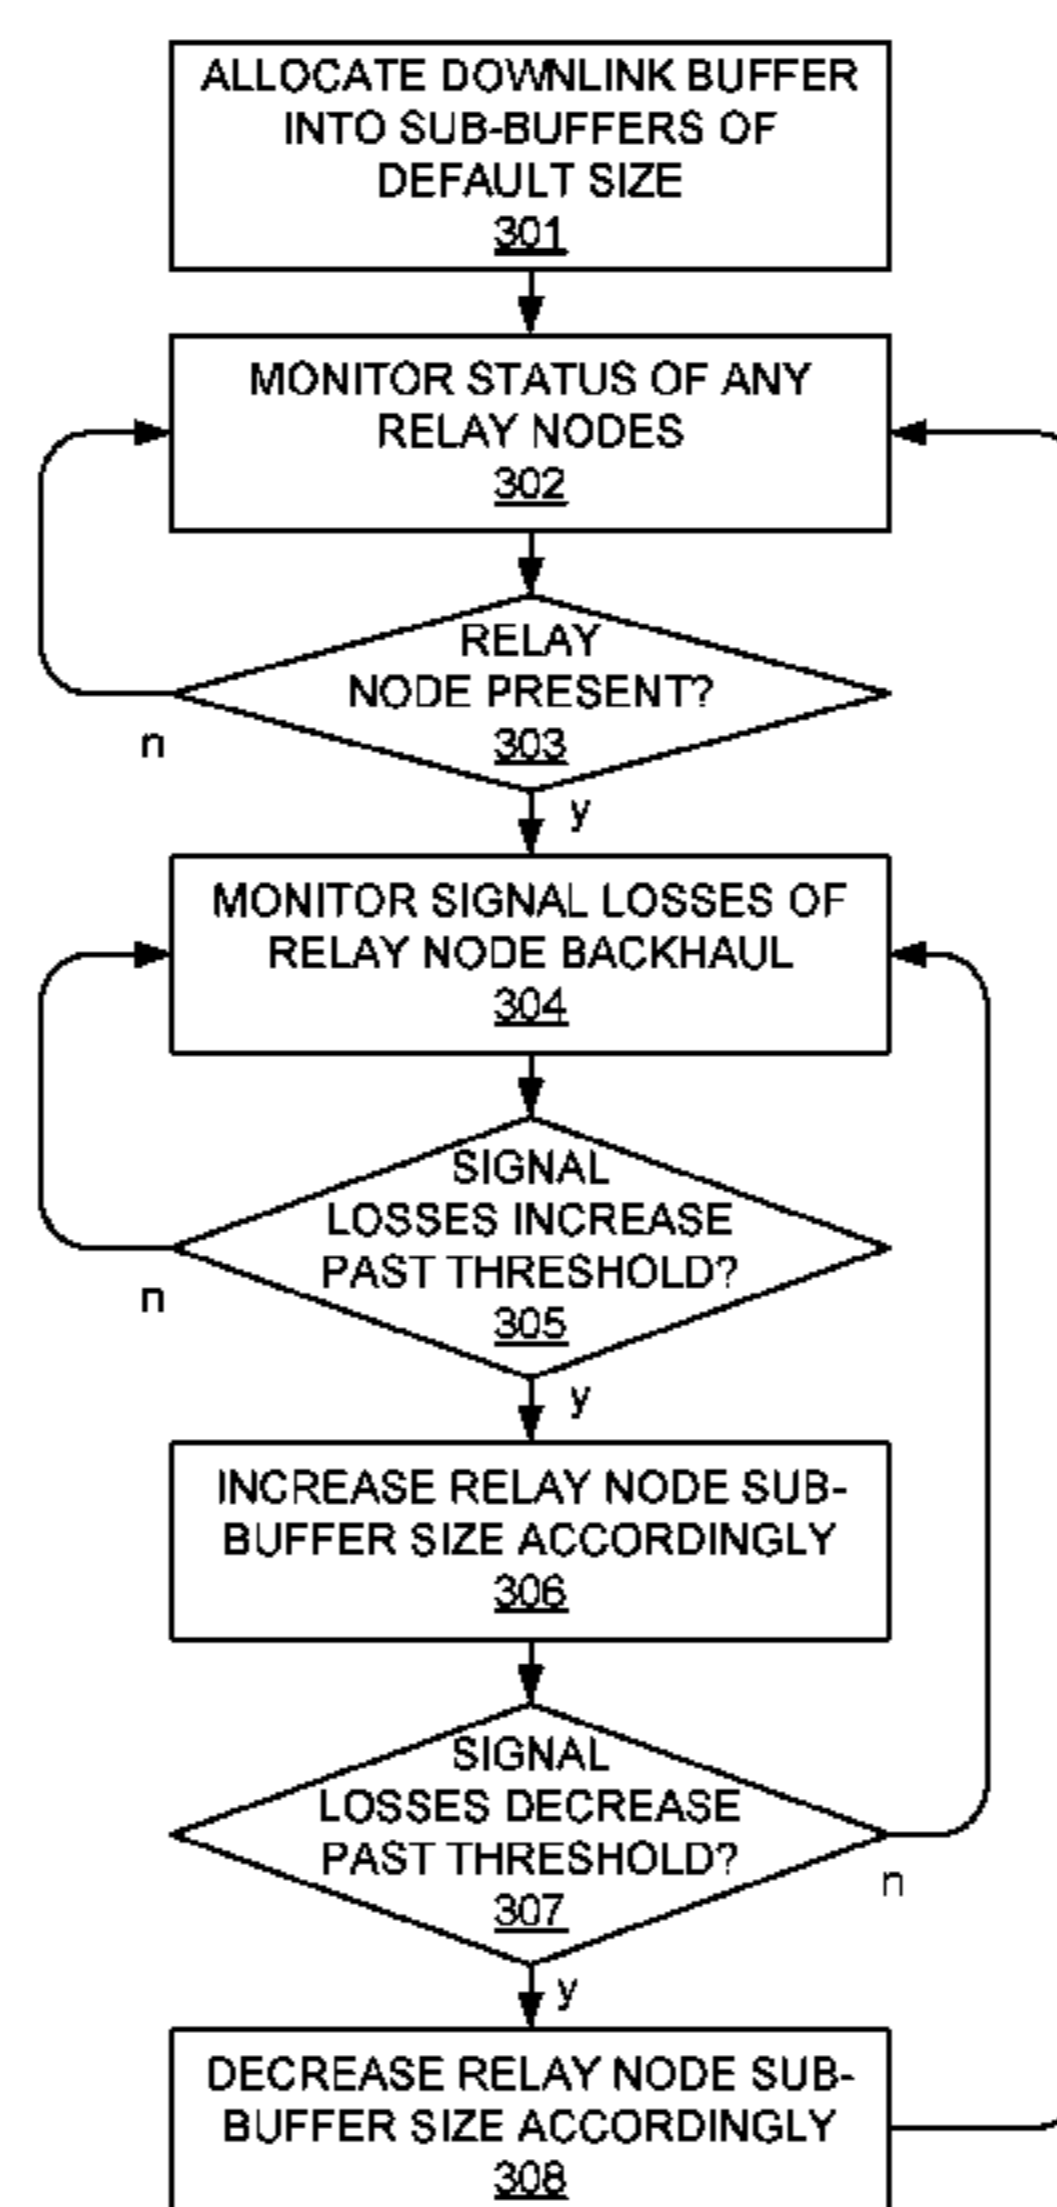 ALLOCATE DOWNLINK BUFFER
INTO SUB-BUFFERS OF
DEFAULT SIZE
301
MONITOR STATUS OF ANY
RELAY NODES
302
RELAY
NODE PRESENT?
303
n
y
MONITOR SIGNAL LOSSES OF
RELAY NODE BACKHAUL
304
SIGNAL
LOSSES INCREASE
PAST THRESHOLD?
305
n
y
INCREASE RELAY NODE SUB-
BUFFER SIZE ACCORDINGLY
306
SIGNAL
LOSSES DECREASE
PAST THRESHOLD?
307
n
y
DECREASE RELAY NODE SUB-
BUFFER SIZE ACCORDINGLY
308